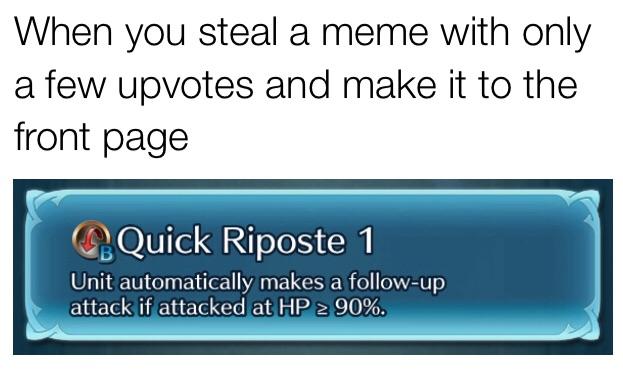 When you steal a meme with only
a few upvotes and make it to the
front page
B Quick Riposte 1
Unit automatically makes a follow-up
attack if attacked at HP ≥ 90%.